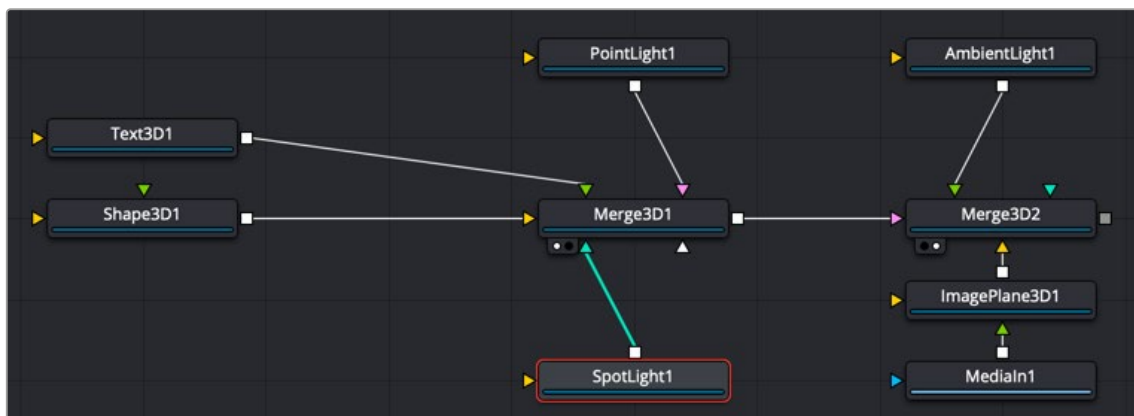 PointLight1
AmbientLight1
Text3D1
Shape3D1
Merge3D1
Merge3D2
ImagePlane3D1
SpotLight1
MediaIn1